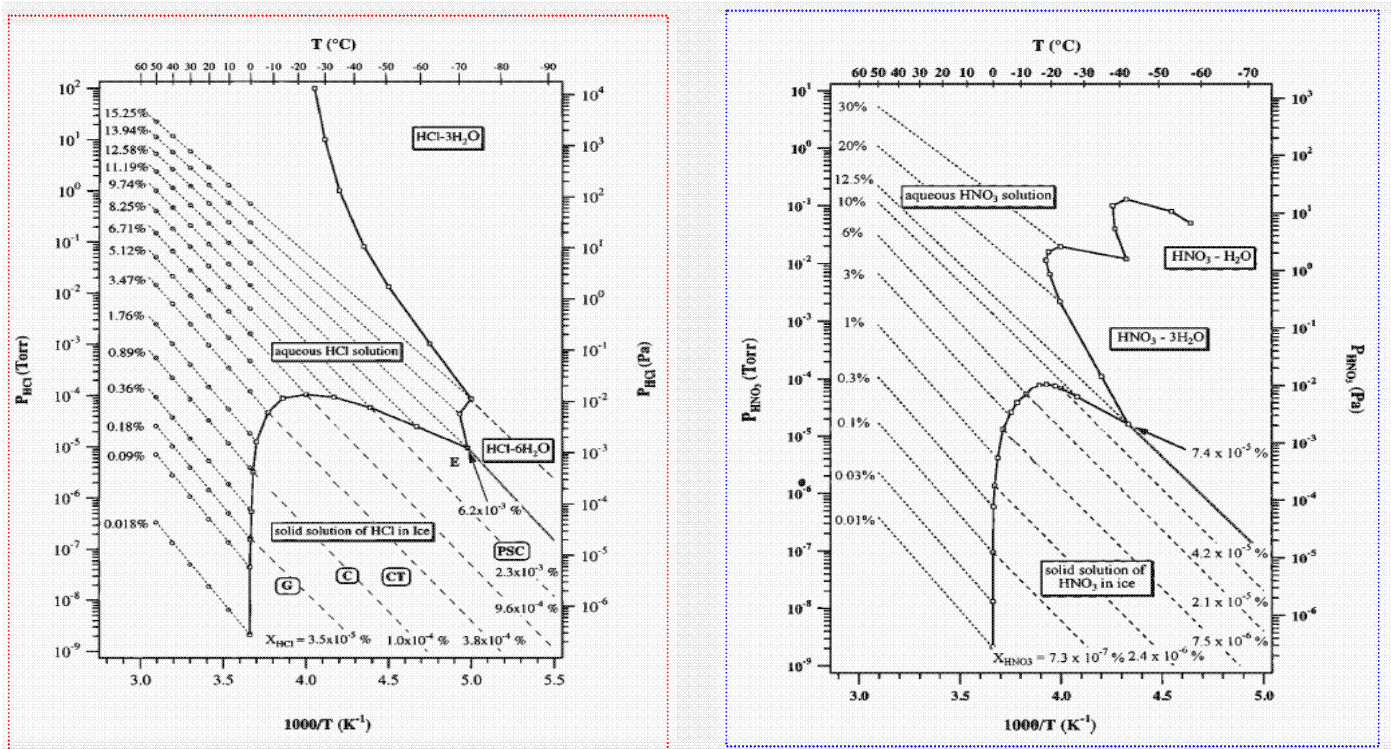 T (°C)
60 50 40 30 20 10 0 -10 -20 -30 -40 -50 -60 -70 -80 -90
10² 10⁴
15.25%
13.94%
HCl-3H₂O
12.58%
10¹ 10³
11.19%
9.74%
10⁰ 10²
8.25%
6.71%
10⁻¹ 10¹
5.12%
3.47%
10⁻² 10⁰
1.76%
10⁻³ aqueous HCl solution 10⁻¹
0.89%
P_HCl (Torr)
P_HCl (Pa)
0.36%
10⁻⁴ 10⁻²
0.18%
10⁻⁵ HCl-6H₂O 10⁻³
0.09%
E
10⁻⁶ 6.2x10⁻³ % 10⁻⁴
0.018%
solid solution of HCl in Ice
10⁻⁷ PSC 10⁻⁵
2.3x10⁻³ %
G C CT
10⁻⁸ 9.6x10⁻⁴ % 10⁻⁶
X_HCl = 3.5x10⁻⁵ % 1.0x10⁻⁴ % 3.8x10⁻⁴ %
10⁻⁹
3.0 3.5 4.0 4.5 5.0 5.5
1000/T (K⁻¹)
T (°C)
60 50 40 30 20 10 0 -10 -20 -30 -40 -50 -60 -70
10¹ 10³
30%
10⁰ 20% 10²
12.5%
aqueous HNO₃ solution
10⁻¹ 10%
10¹
6%
HNO₃ - H₂O
10⁻² 3% 10⁰
1%
10⁻³ HNO₃ - 3H₂O 10⁻¹
P_HNO₃ (Torr)
P_HNO₃ (Pa)
0.3%
10⁻⁴ 10⁻²
0.1%
10⁻⁵ 7.4 x 10⁻⁵ % 10⁻³
0.03%
10⁻⁶ 10⁻⁴
0.01%
10⁻⁷ 4.2 x 10⁻⁵ % 10⁻⁵
solid solution of
HNO₃ in ice
10⁻⁸ 2.1 x 10⁻⁵ % 10⁻⁶
7.5 x 10⁻⁶ %
X_HNO3 = 7.3 x 10⁻⁷ % 2.4 x 10⁻⁶ %
10⁻⁹
3.0 3.5 4.0 4.5 5.0
1000/T (K⁻¹)